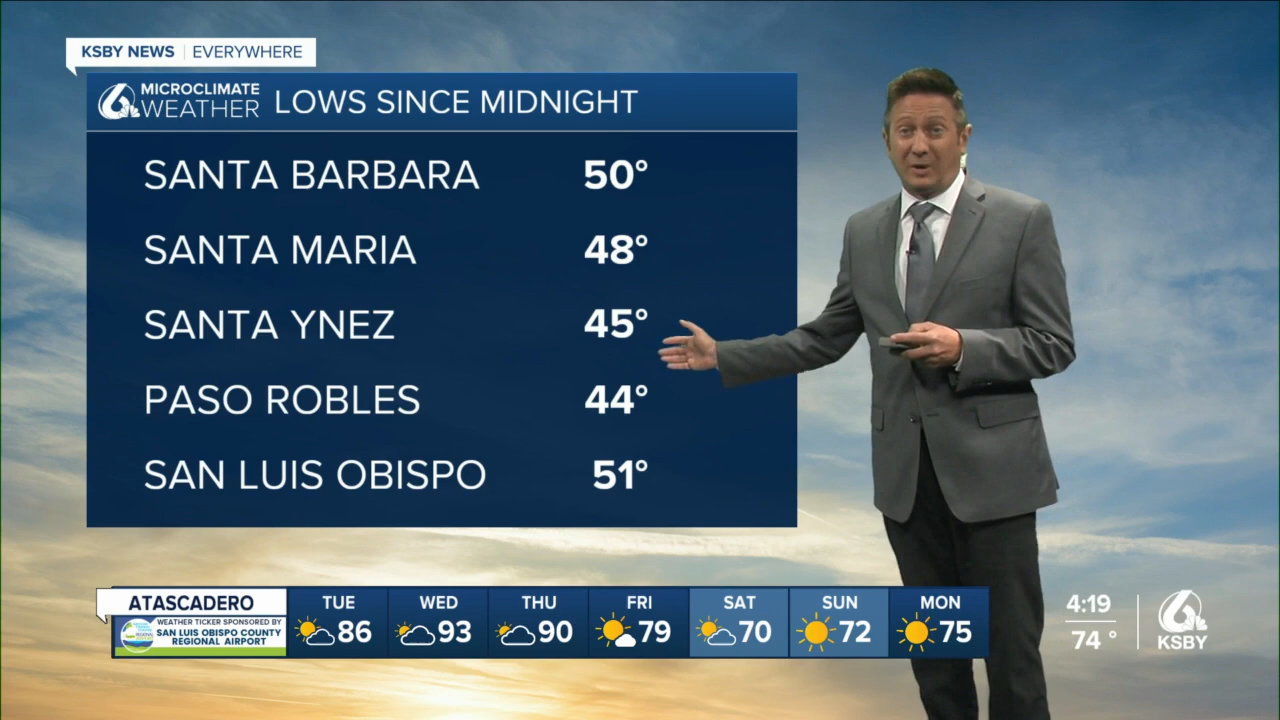 KSBY NEWS | EVERYWHERE
6 MICROCLIMATE WEATHER LOWS SINCE MIDNIGHT
SANTA BARBARA 50°
SANTA MARIA 48°
SANTA YNEZ 45°
PASO ROBLES 44°
SAN LUIS OBISPO 51°
ATASCADERO
WEATHER TICKER SPONSORED BY
SAN LUIS OBISPO COUNTY
REGIONAL AIRPORT
TUE WED THU FRI SAT SUN MON
86 93 90 79 70 72 75
4:19
74°
6
KSBY